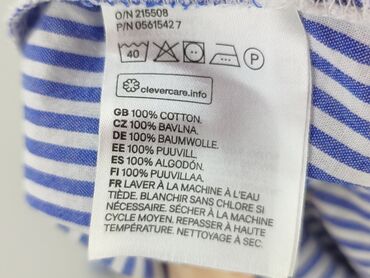 O/N 215508
P/N 05615427
40 P
clevercare.info
GB 100% COTTON.
CZ 100% BAVLNA.
DE 100% BAUMWOLLE.
EE 100% PUUVILL.
ES 100% ALGODÓN.
FI 100% PUUVILLAA.
FR LAVER À LA MACHINE À L'EAU
TIÈDE. BLANCHIR SANS CHLORE SI
NÉCESSAIRE. SÉCHER À LA MACHINE
CYCLE MOYEN. REPASSER À HAUTE
TEMPÉRATURE. NETTOYAGE À SEC.